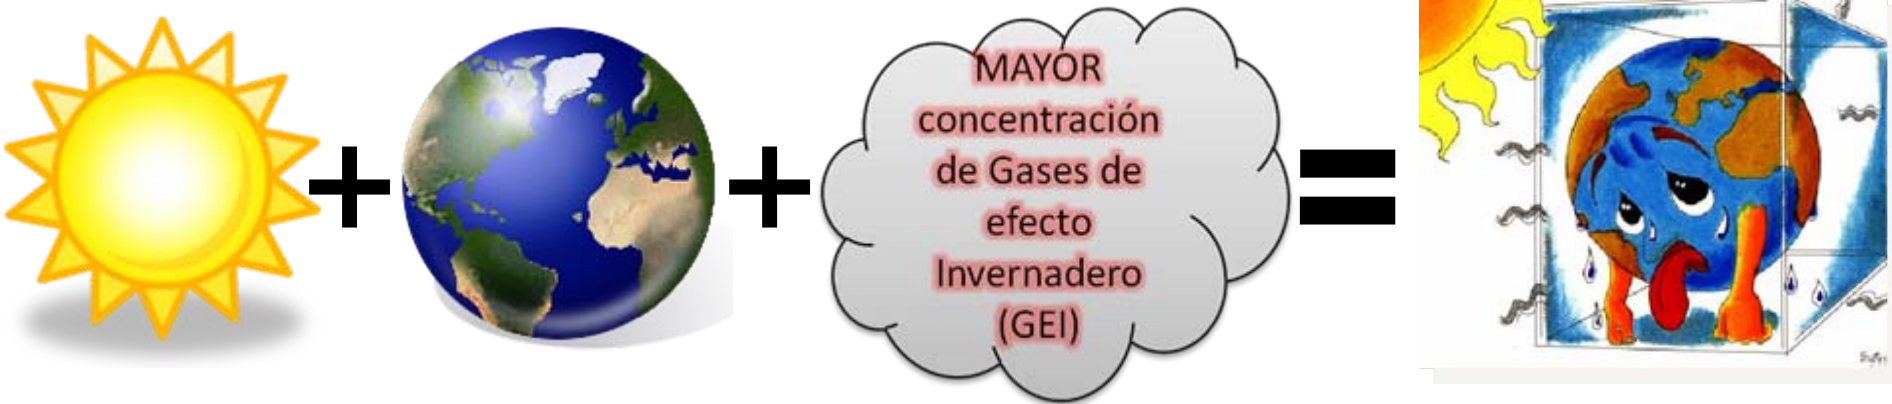 MAYOR
concentración
de Gases de
efecto
Invernadero
(GEI)